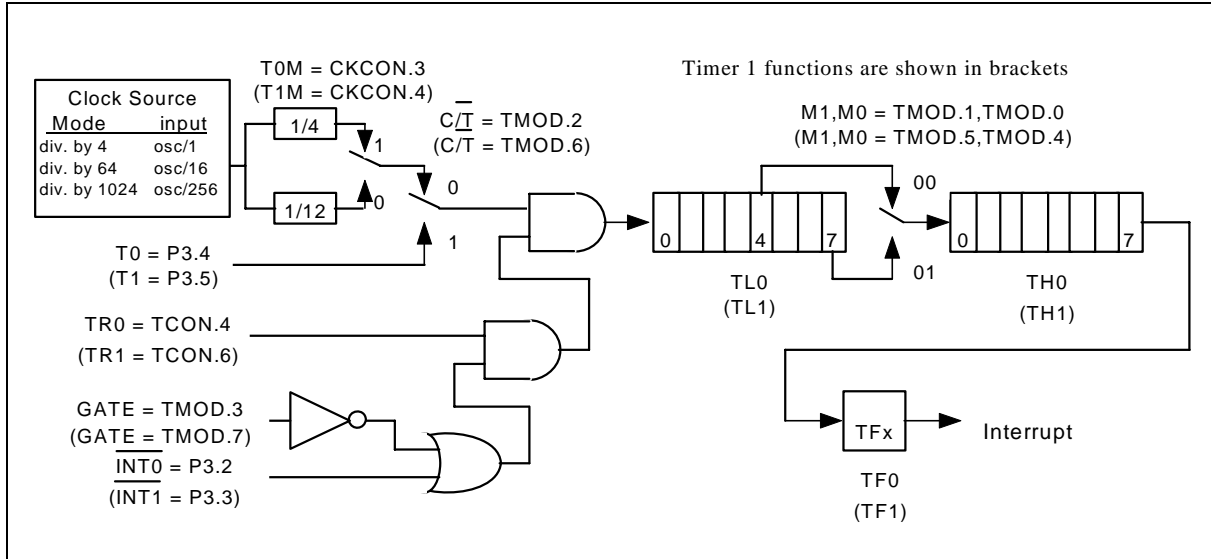 T0M = CKCON.3
(T1M = CKCON.4)
Timer 1 functions are shown in brackets
Clock Source
Mode input
div. by 4 osc/1
div. by 64 osc/16
div. by 1024 osc/256
1/4
1/12
1
0
C/T̅ = TMOD.2
(C/T̅ = TMOD.6)
0
1
M1,M0 = TMOD.1,TMOD.0
(M1,M0 = TMOD.5,TMOD.4)
T0 = P3.4
(T1 = P3.5)
0 4 7
TL0
(TL1)
00
01
0 7
TH0
(TH1)
TR0 = TCON.4
(TR1 = TCON.6)
GATE = TMOD.3
(GATE = TMOD.7)
I̅N̅T̅0̅ = P3.2
(I̅N̅T̅1̅ = P3.3)
TFx
Interrupt
TF0
(TF1)